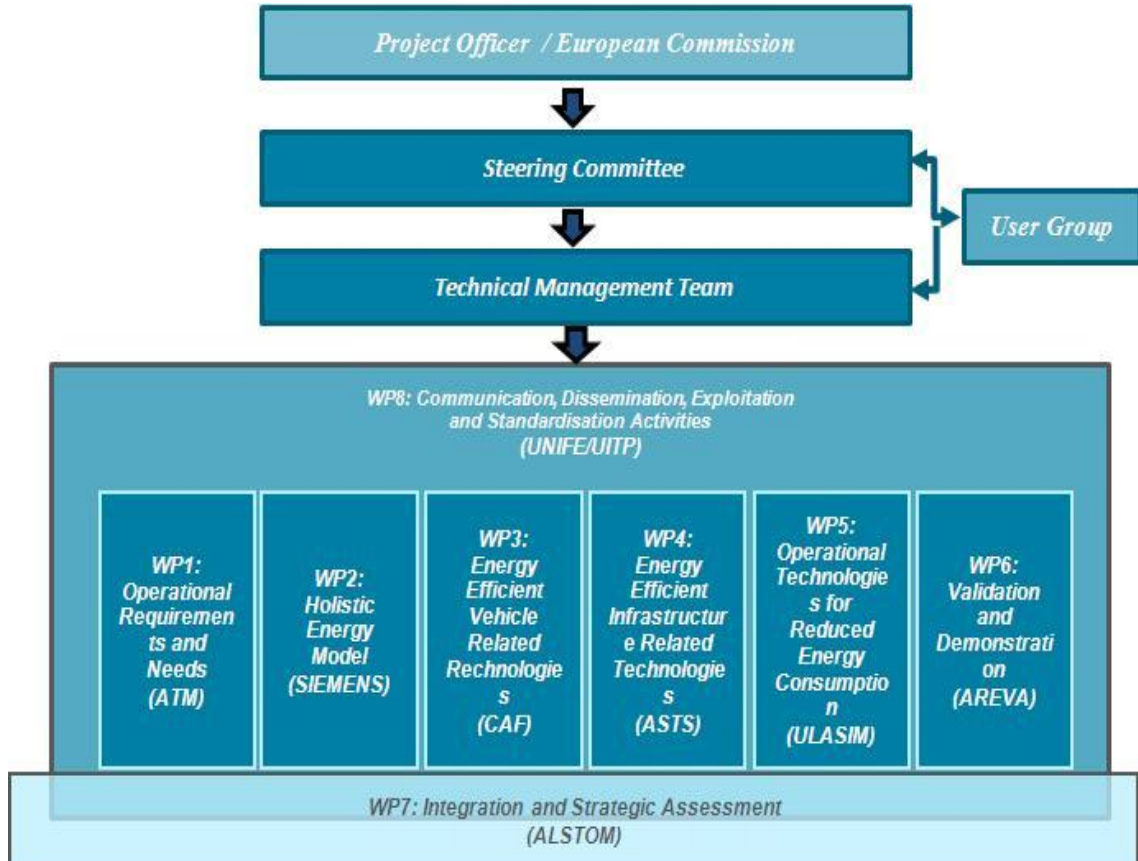 Project Officer / European Commission
Steering Committee
User Group
Technical Management Team
WP8: Communication, Dissemination, Exploitation
and Standardisation Activities
(UNIFE/UITP)
WP1:
Operational
Requiremen
ts and
Needs
(ATM)
WP2:
Holistic
Energy
Model
(SIEMENS)
WP3:
Energy
Efficient
Vehicle
Related
Rechnologie
s
(CAF)
WP4:
Energy
Efficient
Infrastructur
e Related
Technologie
s
(ASTS)
WP5:
Operational
Technologie
s for
Reduced
Energy
Consumptio
n
(ULASIM)
WP6:
Validation
and
Demonstrati
on
(AREVA)
WP7: Integration and Strategic Assessment
(ALSTOM)